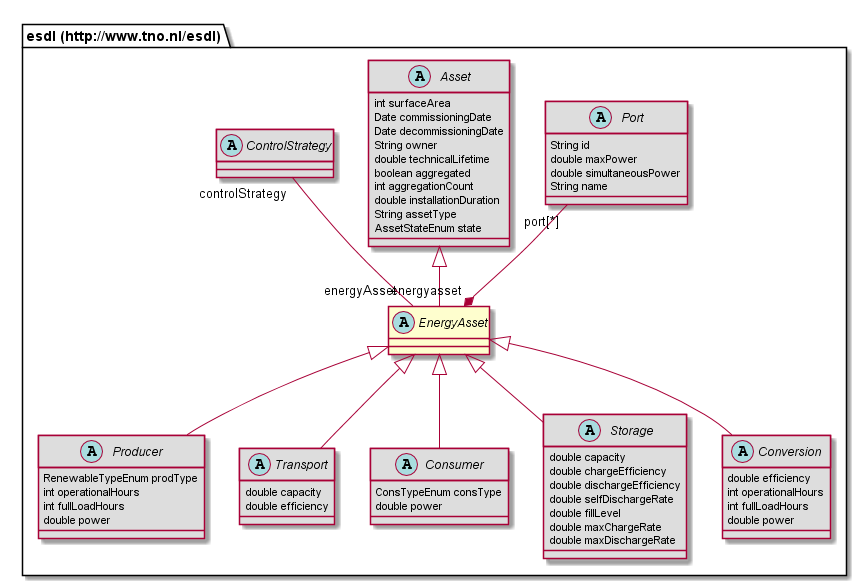 esdl (http://www.tno.nl/esdl)
A Asset
int surfaceArea
Date commissioningDate
Date decommissioningDate
String owner
double technicalLifetime
boolean aggregated
int aggregationCount
double installationDuration
String assetType
AssetStateEnum state
A Port
String id
double maxPower
double simultaneousPower
String name
A ControlStrategy
controlStrategy
port[*]
energyAsset
energyasset
A EnergyAsset
A Producer
RenewableTypeEnum prodType
int operationalHours
int fullLoadHours
double power
A Transport
double capacity
double efficiency
A Consumer
ConsTypeEnum consType
double power
A Storage
double capacity
double chargeEfficiency
double dischargeEfficiency
double selfDischargeRate
double fillLevel
double maxChargeRate
double maxDischargeRate
A Conversion
double efficiency
int operationalHours
int fullLoadHours
double power